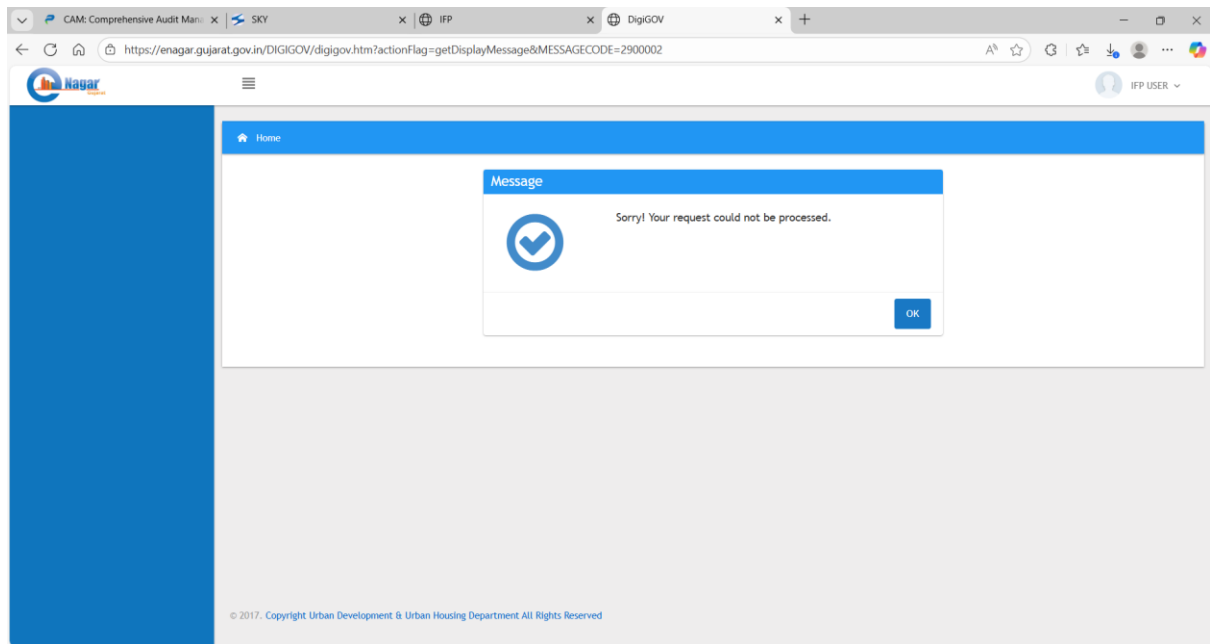 CAM: Comprehensive Audit Mana
SKY
IFP
DigiGOV
https://enagar.gujarat.gov.in/DIGIGOV/digigov.htm?actionFlag=getDisplayMessage&MESSAGECODE=2900002
Nagar
IFP USER
Home
Message
Sorry! Your request could not be processed.
OK
© 2017. Copyright Urban Development & Urban Housing Department All Rights Reserved